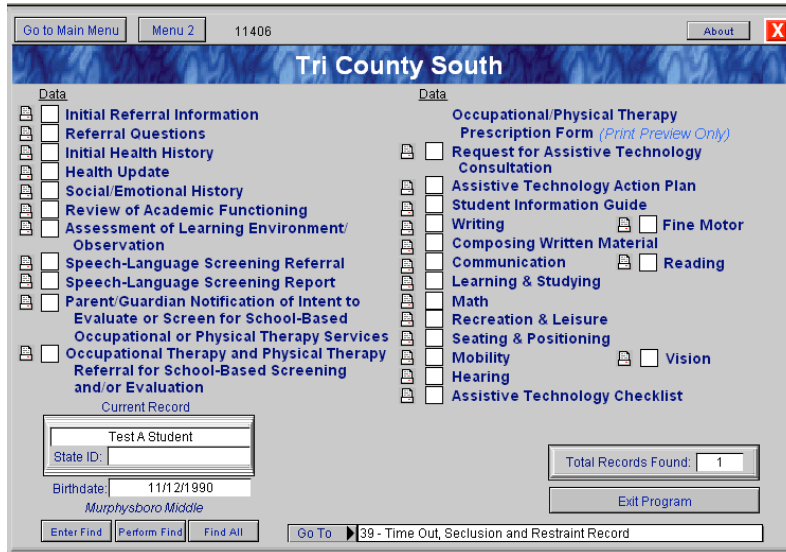 Go to Main Menu
Menu 2
11406
About
X
Tri County South
Data
Initial Referral Information
Referral Questions
Initial Health History
Health Update
Social/Emotional History
Review of Academic Functioning
Assessment of Learning Environment/
Observation
Speech-Language Screening Referral
Speech-Language Screening Report
Parent/Guardian Notification of Intent to
Evaluate or Screen for School-Based
Occupational or Physical Therapy Services
Occupational Therapy and Physical Therapy
Referral for School-Based Screening
and/or Evaluation
Data
Occupational/Physical Therapy
Prescription Form (Print Preview Only)
Request for Assistive Technology
Consultation
Assistive Technology Action Plan
Student Information Guide
Writing
Fine Motor
Composing Written Material
Communication
Reading
Learning & Studying
Math
Recreation & Leisure
Seating & Positioning
Mobility
Vision
Hearing
Assistive Technology Checklist
Current Record
Test A Student
State ID:
Birthdate: 11/12/1990
Murphysboro Middle
Enter Find
Perform Find
Find All
Total Records Found: 1
Exit Program
Go To
39 - Time Out, Seclusion and Restraint Record